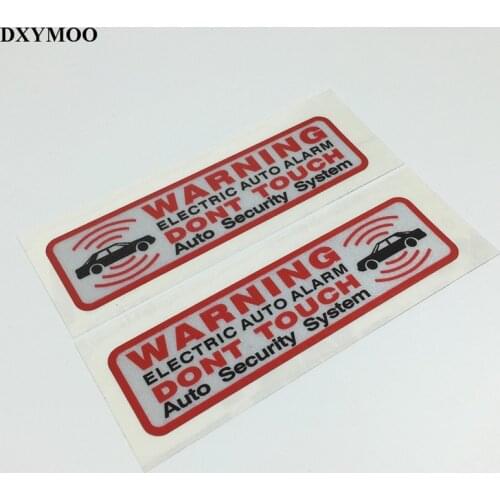 DXYMOO
WARNING
ELECTRIC AUTO ALARM
DONT TOUCH
Auto Security System
WARNING
ELECTRIC AUTO ALARM
DONT TOUCH
Auto Security System